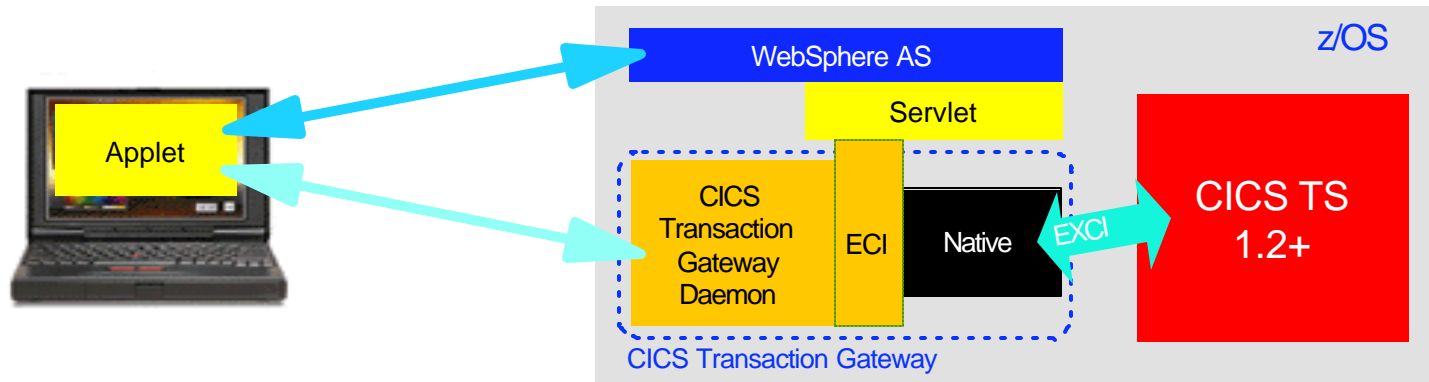 z/OS
WebSphere AS
Servlet
Applet
CICS
Transaction
Gateway
Daemon
ECI
Native
EXCI
CICS TS
1.2+
CICS Transaction Gateway